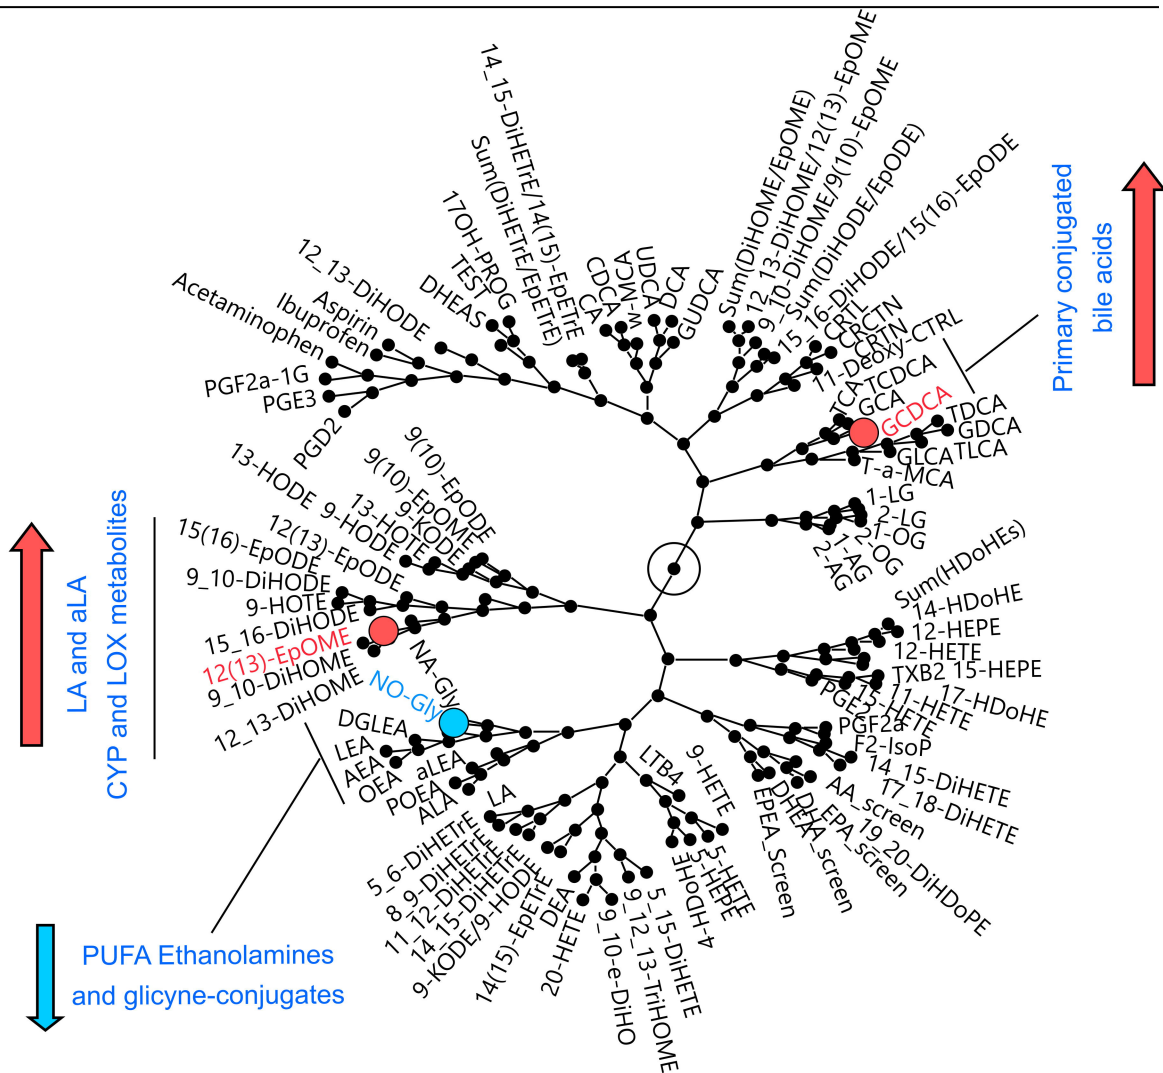 14_15-DiHETrE/14(15)-EpETrE
Sum(DiHETrE/EpETrE)
17OH-PROG
TEST
DHEAS
12_13-DiHODE
Aspirin
Ibuprofen
Acetaminophen
PGF2a-1G
PGE3
PGD2
CA
CDCA
w-MCA
UDCA
DCA
GUDCA
Sum(DiHOME/EpOME)
12_13-DiHOME/12(13)-EpOME
9_10-DiHOME/9(10)-EpOME
Sum(DiHODE/EpODE)
15_16-DiHODE/15(16)-EpODE
CRTL
CRCTN
CRTN
11-Deoxy-CTRL
TCA
TCDCA
GCA
GCDCA
TDCA
GDCA
TLCA
GLCA
T-a-MCA
Primary conjugated
bile acids
1-LG
2-LG
1-OG
2-OG
1-AG
2-AG
Sum(HDoHEs)
14-HDoHE
12-HEPE
12-HETE
15-HEPE
TXB2
17-HDoHE
11-HETE
15-HETE
PGE2
PGF2a
F2-IsoP
14_15-DiHETE
17_18-DiHETE
19_20-DiHDoPE
AA_screen
EPA_screen
DHA_screen
DHEA
EPEA_Screen
9-HETE
LTB4
5-HETE
5-HEPE
4-HDoHE
5_15-DiHETE
9_12_13-TriHOME
9_10-e-DiHO
20-HETE
DEA
14(15)-EpETrE
9-KODE/9-HODE
14_15-DiHETrE
11_12-DiHETrE
8_9-DiHETrE
5_6-DiHETrE
LA
ALA
POEA
aLEA
OEA
AEA
LEA
DGLEA
NO-Gly
NA-Gly
12_13-DiHOME
9_10-DiHOME
12(13)-EpOME
15_16-DiHODE
9-HOTE
9_10-DiHODE
15(16)-EpODE
12(13)-EpODE
9-HODE
13-HODE
13-HOTE
9-KODE
9(10)-EpOME
9(10)-EpODE
LA and aLA
CYP and LOX metabolites
PUFA Ethanolamines
and glicyne-conjugates